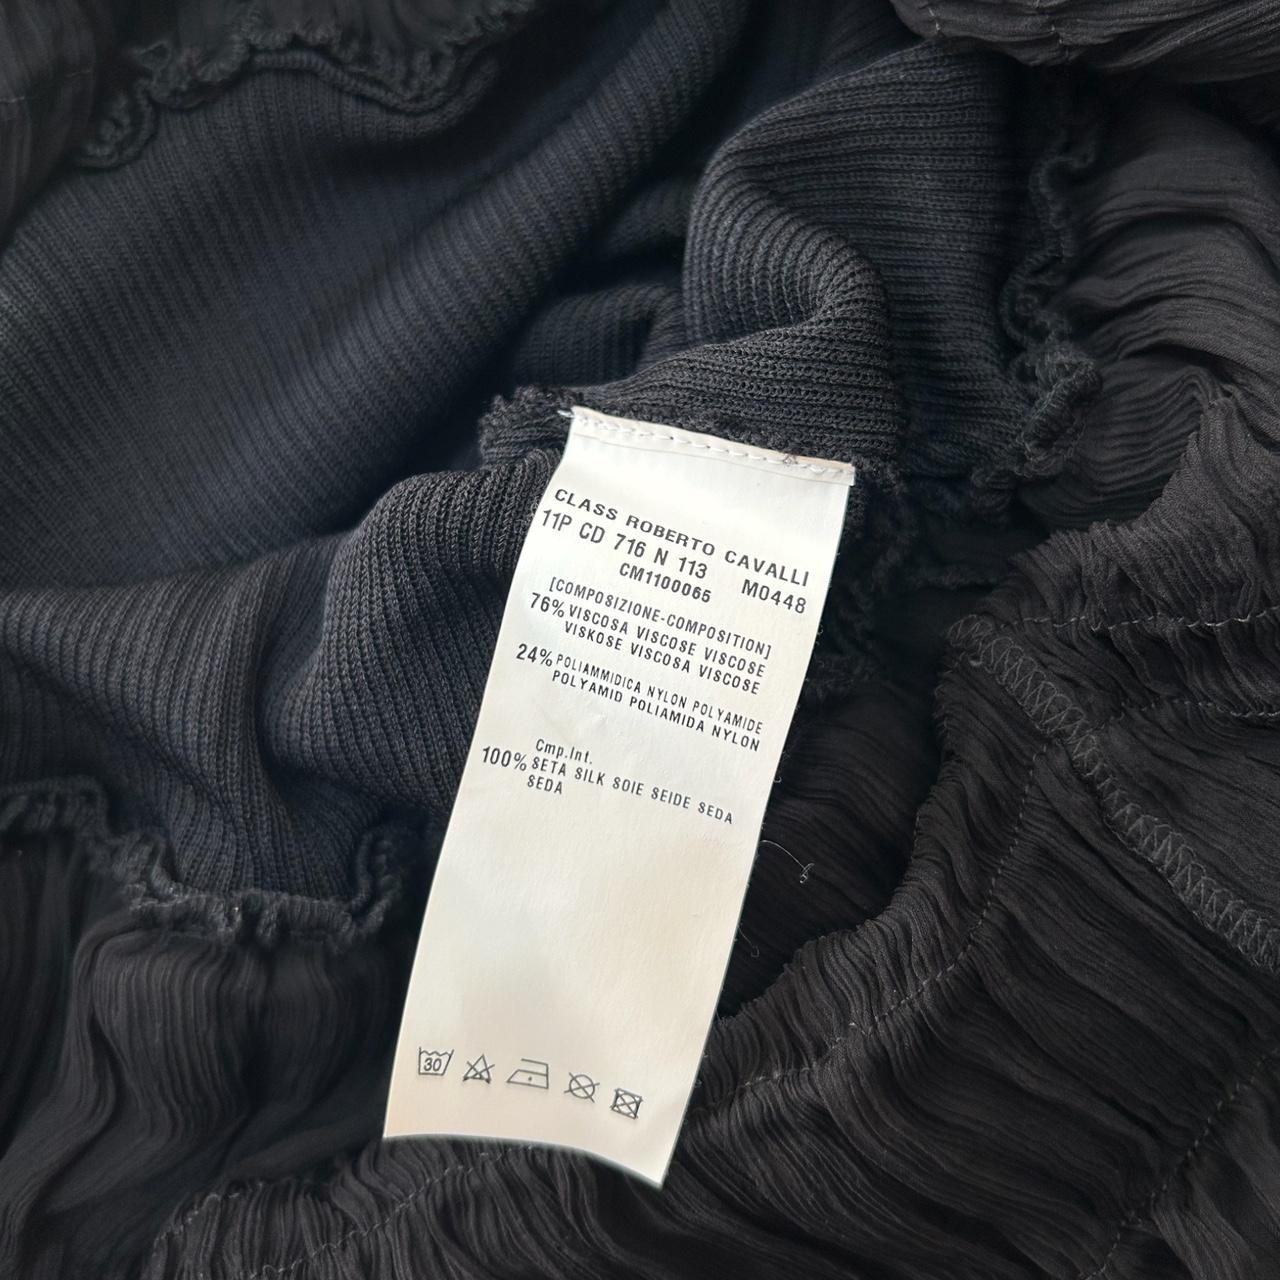 CLASS ROBERTO CAVALLI
11P CD 716 N 113 M0448
CM1100065
[COMPOSIZIONE-COMPOSITION]
76% VISCOSA VISCOSE VISCOSE
VISKOSE VISCOSA VISCOSE
24% POLIAMMIDICA NYLON POLYAMIDE
POLYAMID POLIAMIDA NYLON
Cmp.Int.
100% SETA SILK SOIE SEIDE SEDA
SEDA
30